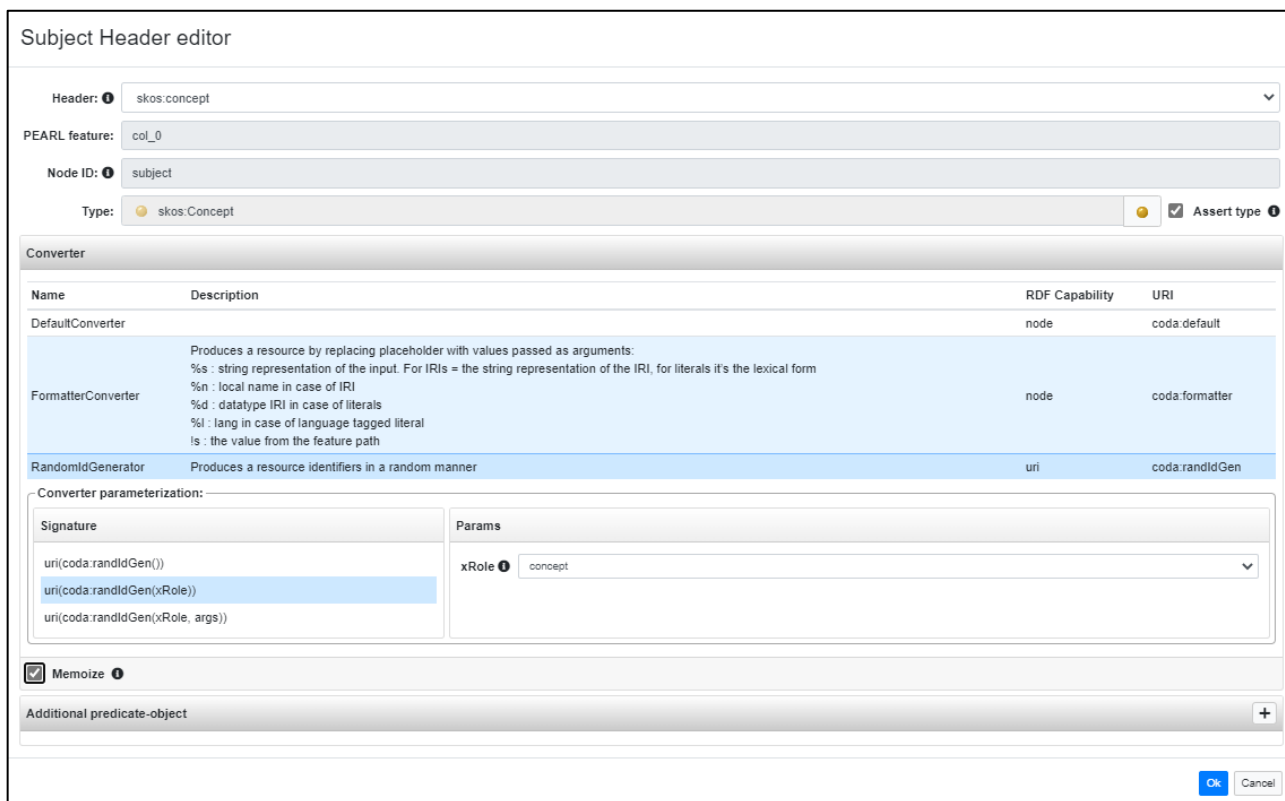 Subject Header editor
Header: skos:concept
PEARL feature: col_0
Node ID: subject
Type: skos:Concept Assert type
Converter
Name Description RDF Capability URI
DefaultConverter node coda:default
Produces a resource by replacing placeholder with values passed as arguments:
%s : string representation of the input. For IRIs = the string representation of the IRI, for literals it's the lexical form
%n : local name in case of IRI
FormatterConverter node coda:formatter
%d : datatype IRI in case of literals
%l : lang in case of language tagged literal
!s : the value from the feature path
RandomIdGenerator Produces a resource identifiers in a random manner uri coda:randIdGen
Converter parameterization:
Signature Params
uri(coda:randIdGen()) xRole concept
uri(coda:randIdGen(xRole))
uri(coda:randIdGen(xRole, args))
Memoize
Additional predicate-object +
Ok Cancel